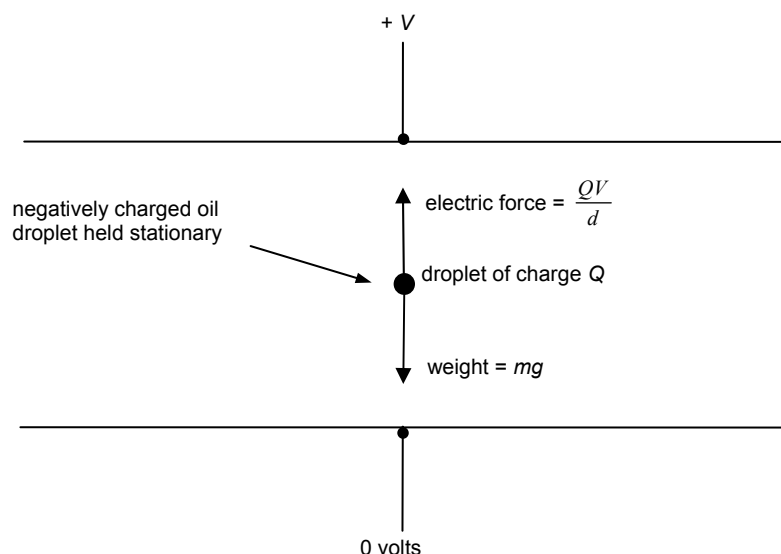 + V
electric force = QV/d
negatively charged oil
droplet held stationary
droplet of charge Q
weight = mg
0 volts